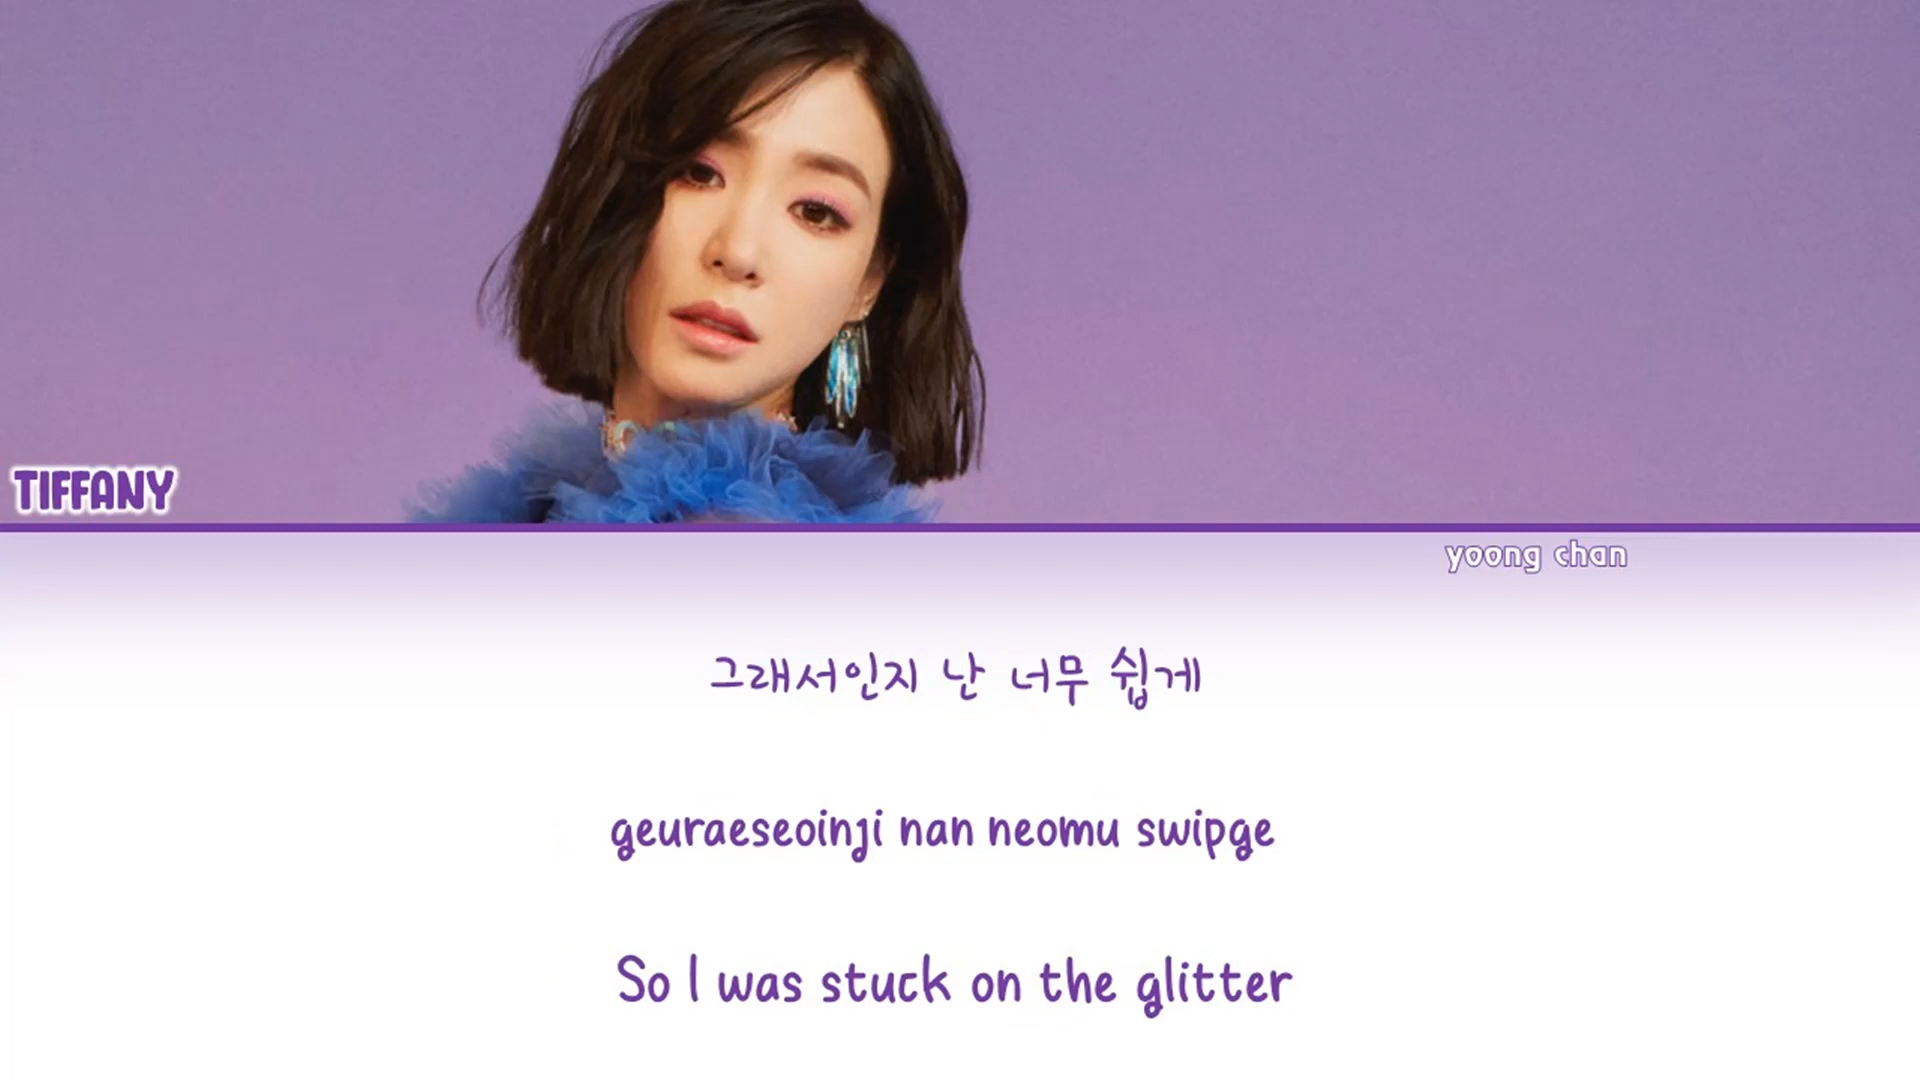 TIFFANY
yoong chan
그래서인지 난 너무 쉽게
geuraeseoinji nan neomu swipge
So I was stuck on the glitter